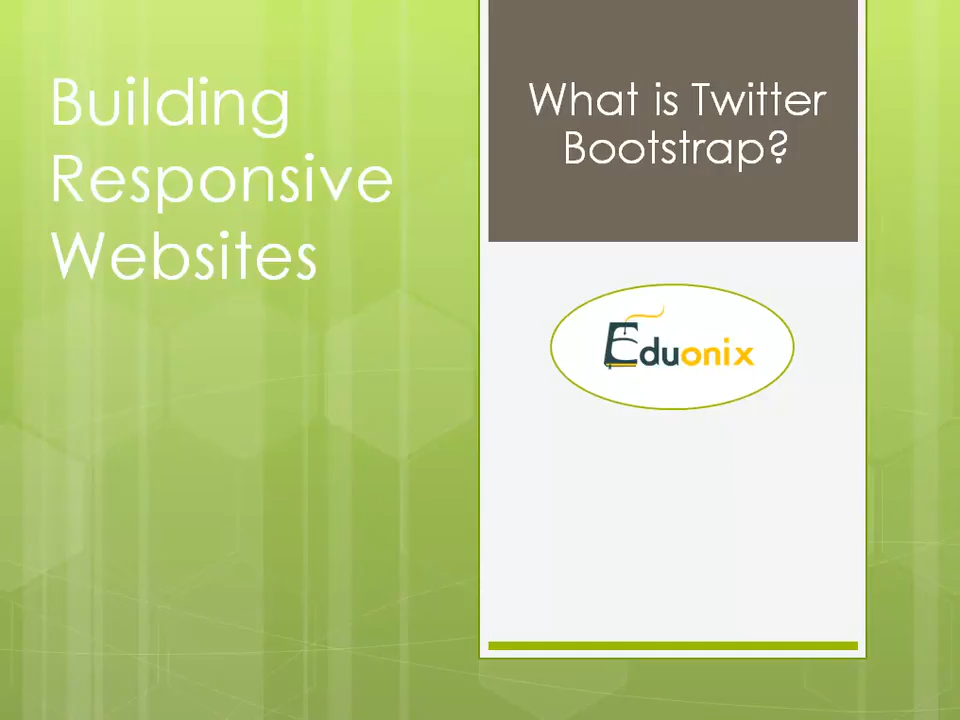 Building
Responsive
Websites
What is Twitter
Bootstrap?
Eduonix